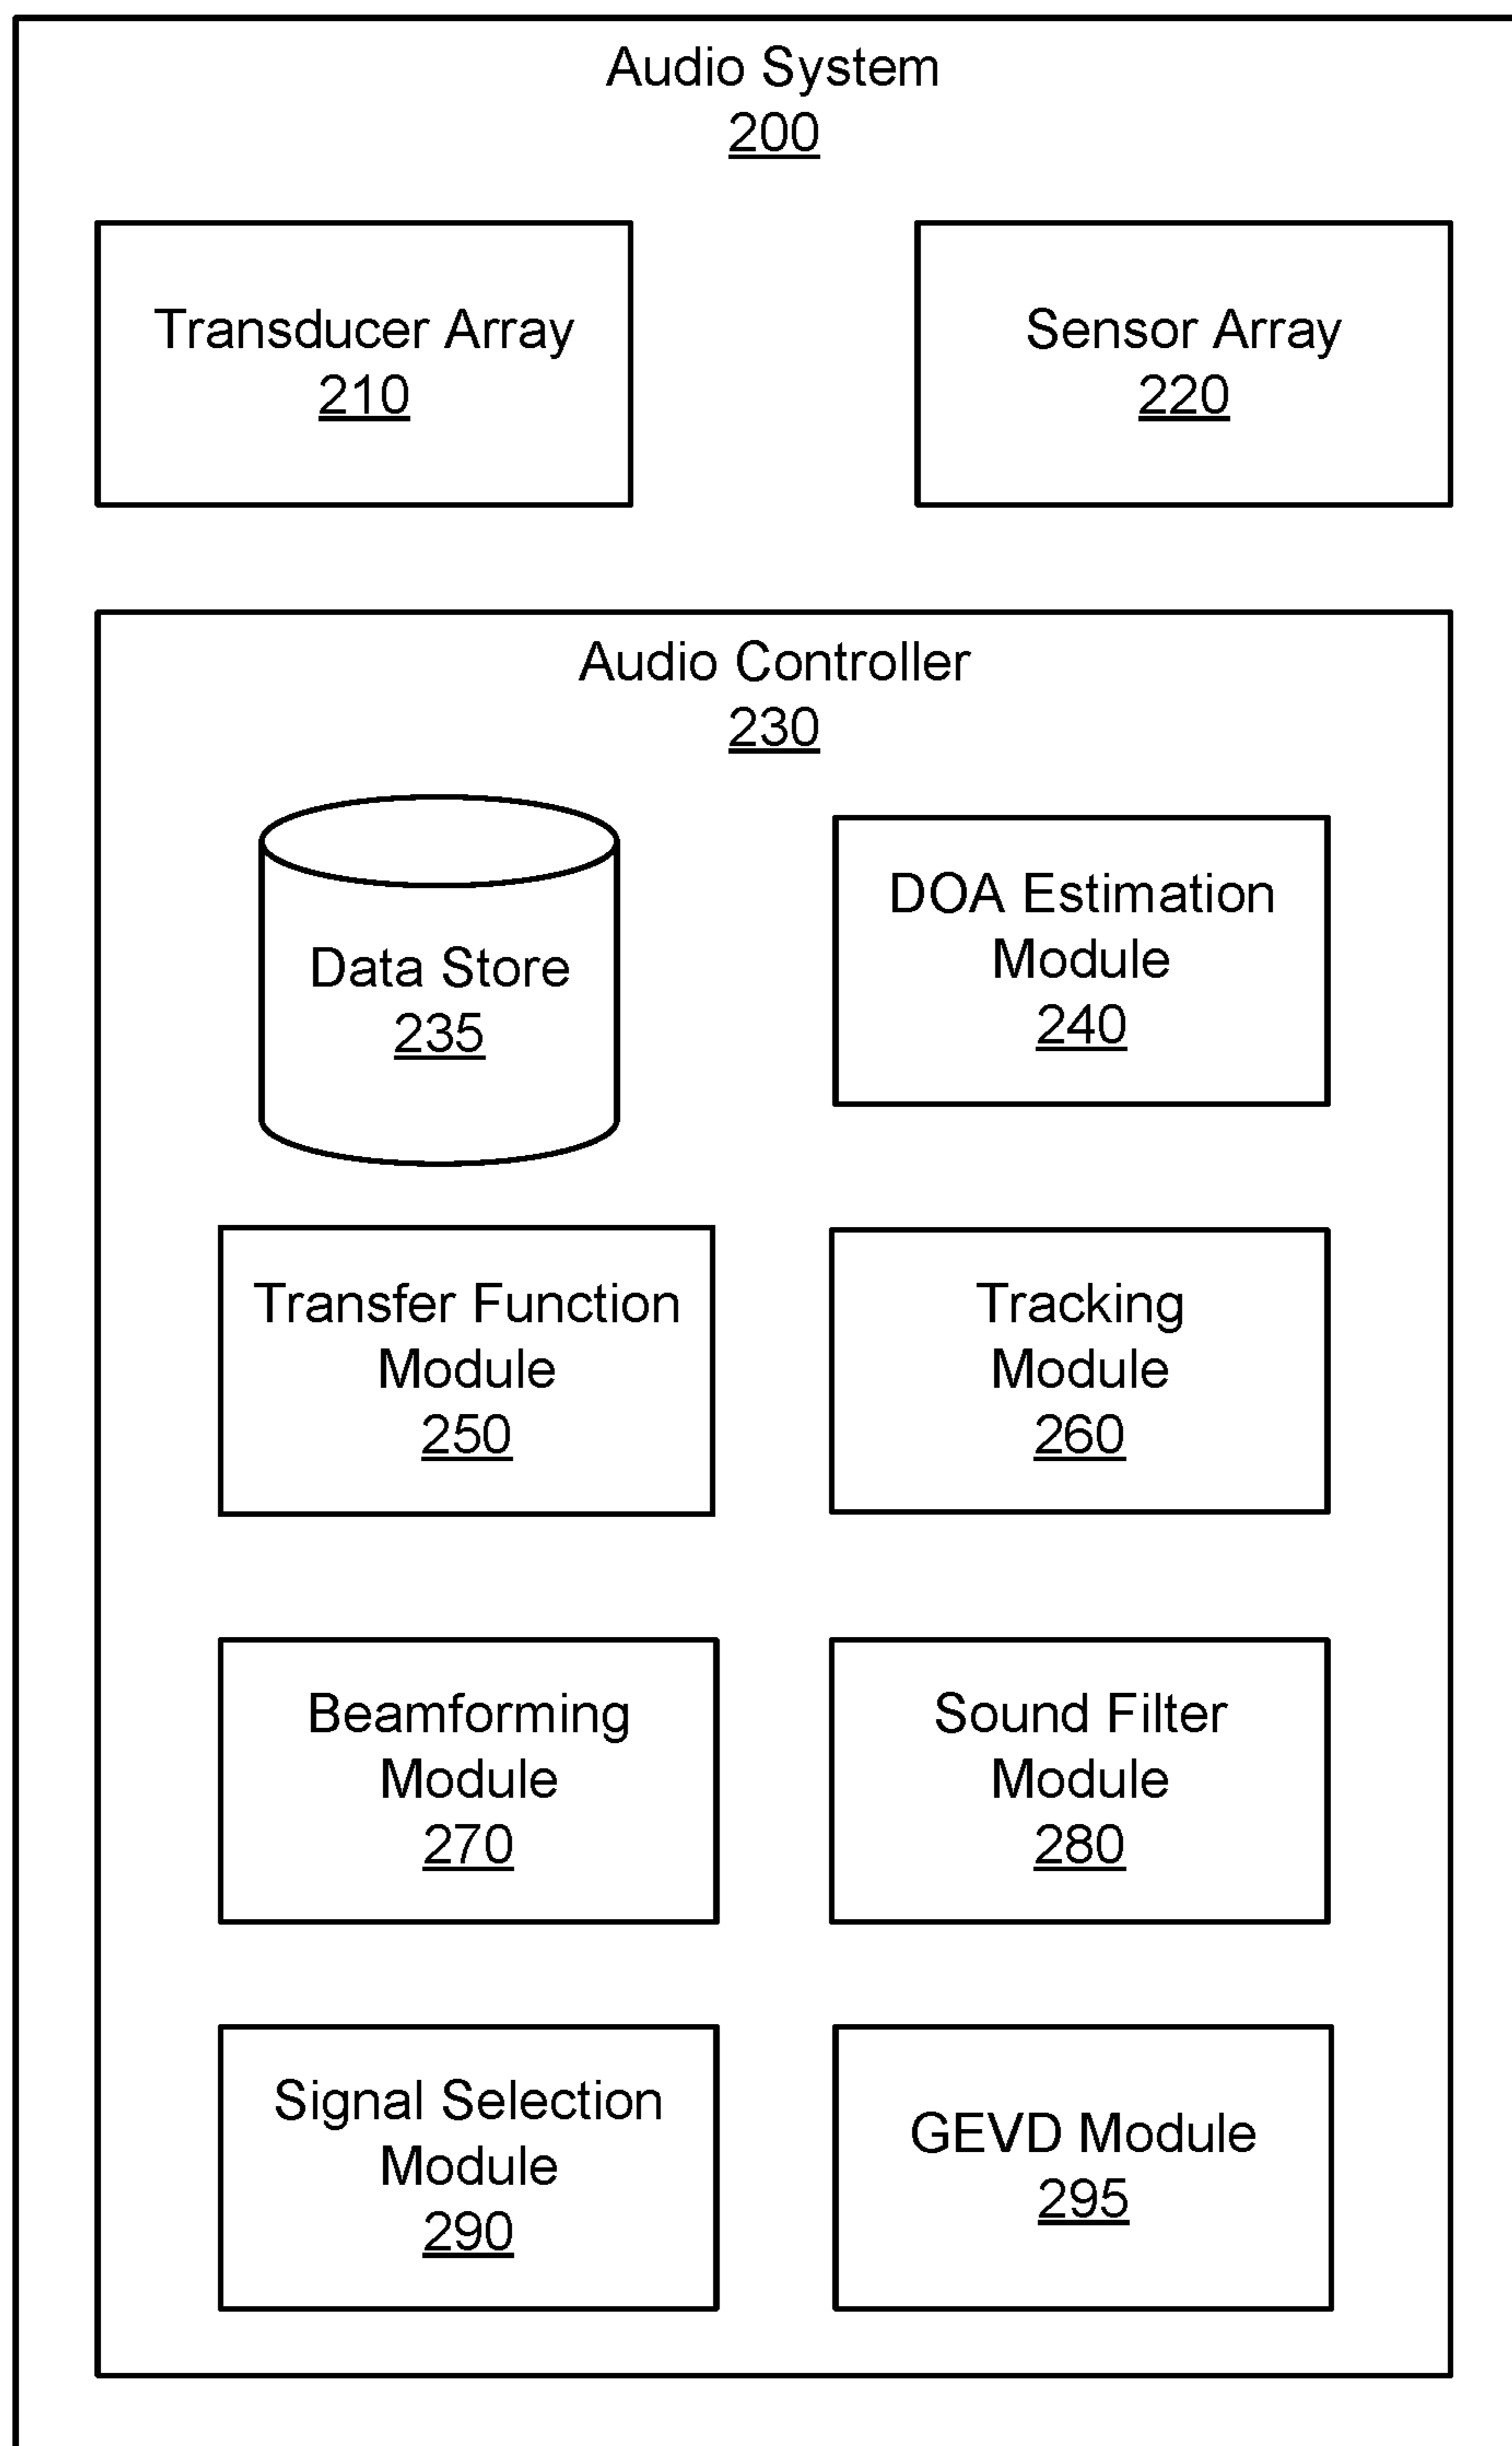 Audio System
200
Transducer Array
210
Sensor Array
220
Audio Controller
230
Data Store
235
DOA Estimation
Module
240
Transfer Function
Module
250
Tracking
Module
260
Beamforming
Module
270
Sound Filter
Module
280
Signal Selection
Module
290
GEVD Module
295